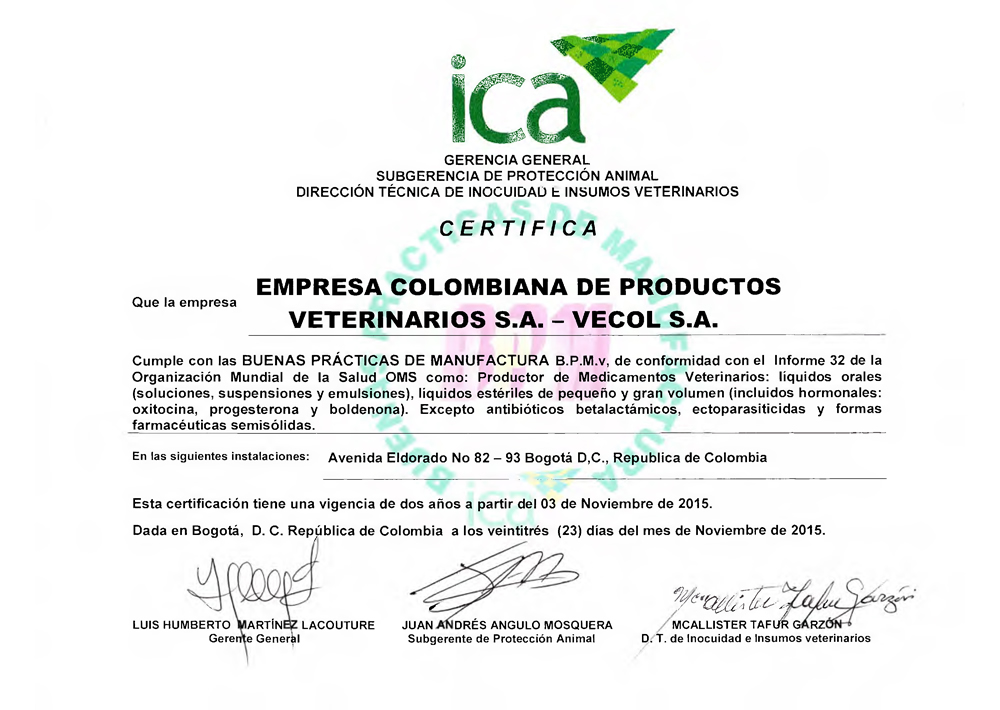 ica
GERENCIA GENERAL
SUBGERENCIA DE PROTECCIÓN ANIMAL
DIRECCIÓN TÉCNICA DE INOCUIDAD E INSUMOS VETERINARIOS
CERTIFICA
Que la empresa EMPRESA COLOMBIANA DE PRODUCTOS
VETERINARIOS S.A. – VECOL S.A.
Cumple con las BUENAS PRÁCTICAS DE MANUFACTURA B.P.M.v, de conformidad con el Informe 32 de la
Organización Mundial de la Salud OMS como: Productor de Medicamentos Veterinarios: liquidos orales
(soluciones, suspensiones y emulsiones), liquidos estériles de pequeño y gran volumen (incluidos hormonales:
oxitocina, progesterona y boldenona). Excepto antibióticos betalactámicos, ectoparasiticidas y formas
farmacéuticas semisólidas.
En las siguientes instalaciones: Avenida Eldorado No 82 – 93 Bogotá D,C., Republica de Colombia
Esta certificación tiene una vigencia de dos años a partir del 03 de Noviembre de 2015.
Dada en Bogotá, D. C. República de Colombia a los veintitrés (23) dias del mes de Noviembre de 2015.
BUENAS PRACTICAS DE MANUFACTURA
BPM
ica
Mcallister Tafur Garzón
LUIS HUMBERTO MARTÍNEZ LACOUTURE
Gerente General
JUAN ANDRÉS ANGULO MOSQUERA
Subgerente de Protección Animal
MCALLISTER TAFUR GARZÓN
D. T. de Inocuidad e Insumos veterinarios